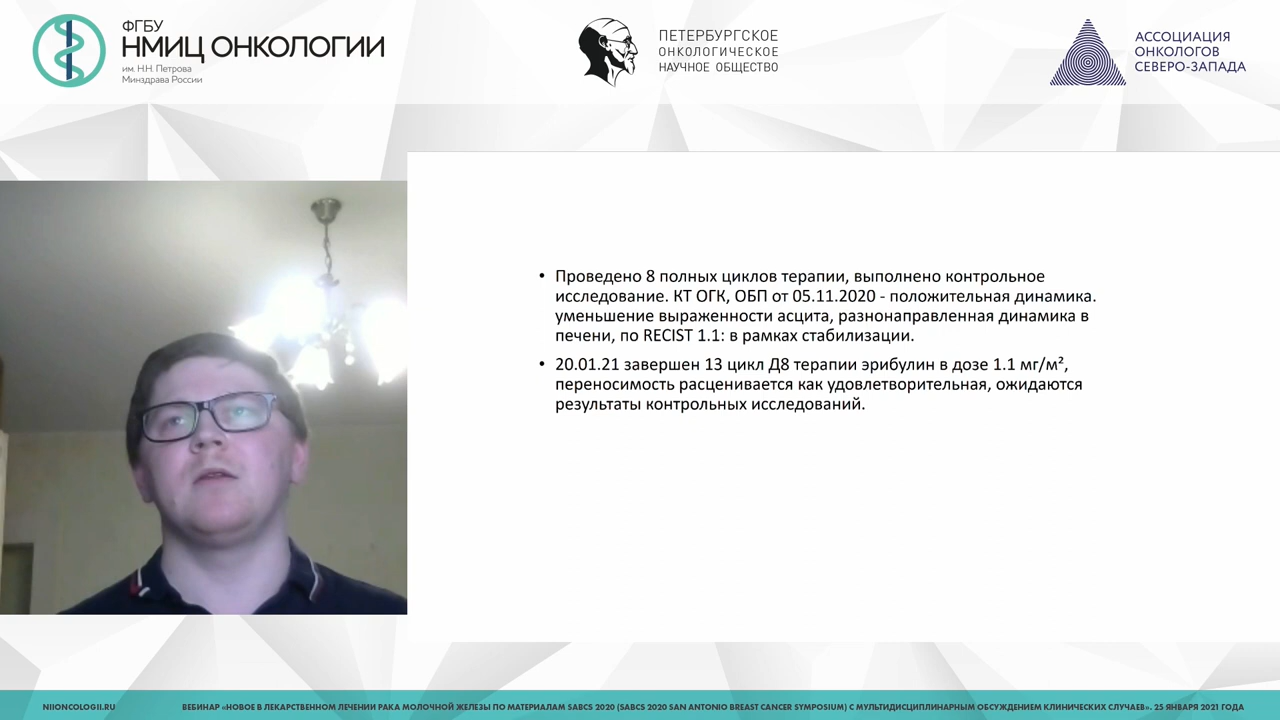 ФГБУ
НМИЦ ОНКОЛОГИИ
им. Н.Н. Петрова
Минздрава России
ПЕТЕРБУРГСКОЕ
ОНКОЛОГИЧЕСКОЕ
НАУЧНОЕ ОБЩЕСТВО
АССОЦИАЦИЯ
ОНКОЛОГОВ
СЕВЕРО-ЗАПАДА
• Проведено 8 полных циклов терапии, выполнено контрольное
исследование. КТ ОГК, ОБП от 05.11.2020 - положительная динамика.
уменьшение выраженности асцита, разнонаправленная динамика в
печени, по RECIST 1.1: в рамках стабилизации.
• 20.01.21 завершен 13 цикл Д8 терапии эрибулин в дозе 1.1 мг/м²,
переносимость расценивается как удовлетворительная, ожидаются
результаты контрольных исследований.
NIIONCOLOGII.RU
ВЕБИНАР «НОВОЕ В ЛЕКАРСТВЕННОМ ЛЕЧЕНИИ РАКА МОЛОЧНОЙ ЖЕЛЕЗЫ ПО МАТЕРИАЛАМ SABCS 2020 (SABCS 2020 SAN ANTONIO BREAST CANCER SYMPOSIUM) С МУЛЬТИДИСЦИПЛИНАРНЫМ ОБСУЖДЕНИЕМ КЛИНИЧЕСКИХ СЛУЧАЕВ». 25 ЯНВАРЯ 2021 ГОДА